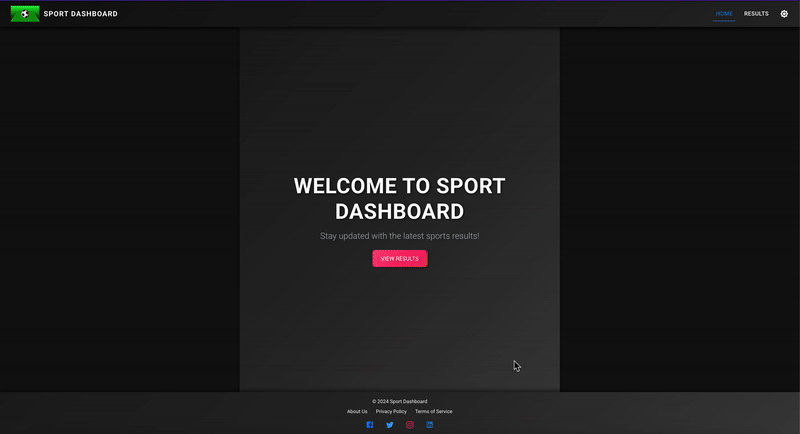 SPORT DASHBOARD
HOME RESULTS
WELCOME TO SPORT
DASHBOARD
Stay updated with the latest sports results!
VIEW RESULTS
© 2024 Sport Dashboard
About Us Privacy Policy Terms of Service